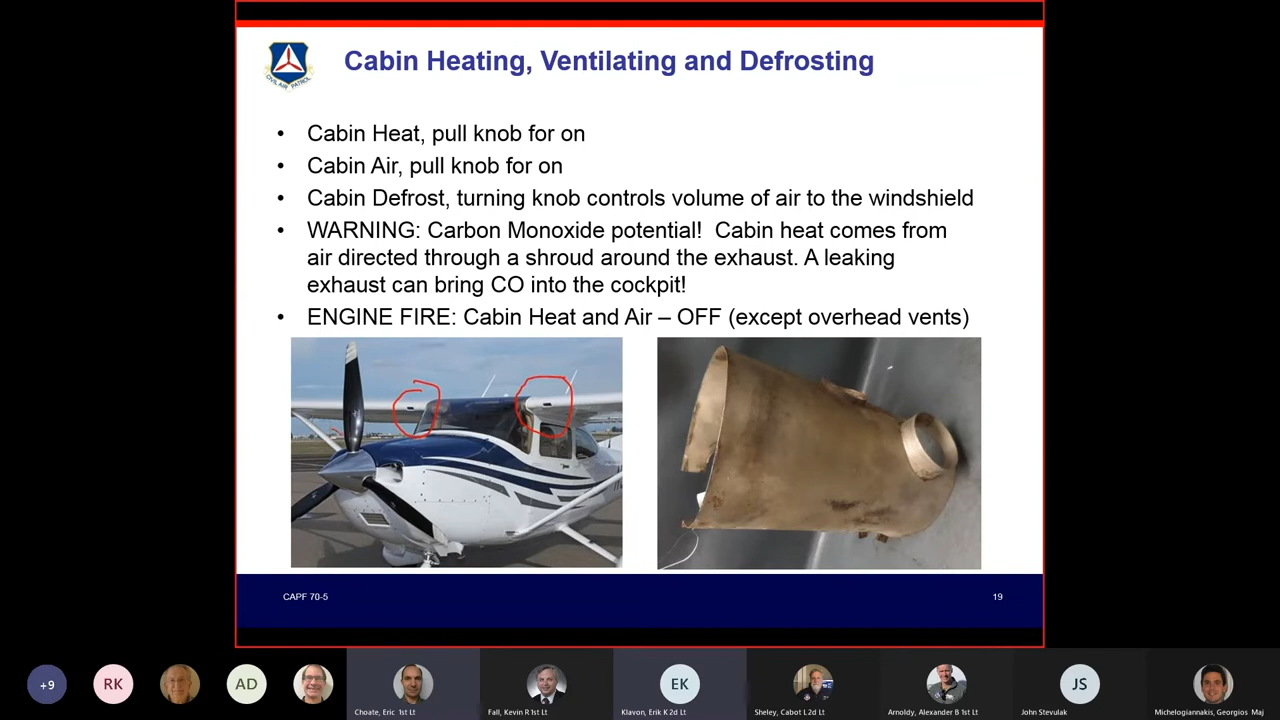 Cabin Heating, Ventilating and Defrosting
CIVIL AIR PATROL
• Cabin Heat, pull knob for on
• Cabin Air, pull knob for on
• Cabin Defrost, turning knob controls volume of air to the windshield
• WARNING: Carbon Monoxide potential!  Cabin heat comes from
air directed through a shroud around the exhaust. A leaking
exhaust can bring CO into the cockpit!
• ENGINE FIRE: Cabin Heat and Air – OFF (except overhead vents)
CAPF 70-5
19
+9
RK
AD
EK
JS
Choate, Eric 1st Lt
Fall, Kevin R 1st Lt
Klavon, Erik K 2d Lt
Sheley, Cabot L 2d Lt
Arnoldy, Alexander B 1st Lt
John Stevulak
Michelogiannakis, Georgios Maj